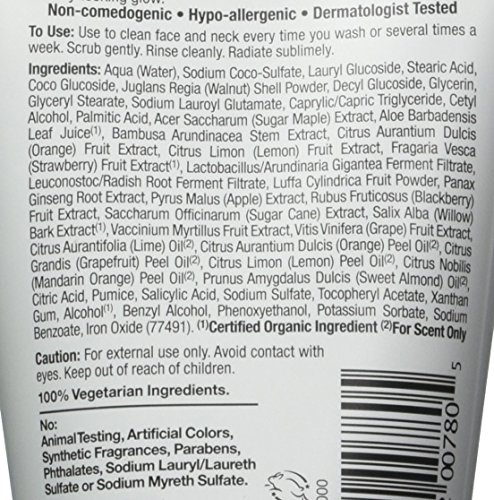 glow.
Non-comedogenic • Hypo-allergenic • Dermatologist Tested
To Use: Use to clean face and neck every time you wash or several times a
week. Scrub gently. Rinse cleanly. Radiate sublimely.
Ingredients: Aqua (Water), Sodium Coco-Sulfate, Lauryl Glucoside, Stearic Acid,
Coco Glucoside, Juglans Regia (Walnut) Shell Powder, Decyl Glucoside, Glycerin,
Glyceryl Stearate, Sodium Lauroyl Glutamate, Caprylic/Capric Triglyceride, Cetyl
Alcohol, Palmitic Acid, Acer Saccharum (Sugar Maple) Extract, Aloe Barbadensis
Leaf Juice(1), Bambusa Arundinacea Stem Extract, Citrus Aurantium Dulcis
(Orange) Fruit Extract, Citrus Limon (Lemon) Fruit Extract, Fragaria Vesca
(Strawberry) Fruit Extract(1), Lactobacillus/Arundinaria Gigantea Ferment Filtrate,
Leuconostoc/Radish Root Ferment Filtrate, Luffa Cylindrica Fruit Powder, Panax
Ginseng Root Extract, Pyrus Malus (Apple) Extract, Rubus Fruticosus (Blackberry)
Fruit Extract, Saccharum Officinarum (Sugar Cane) Extract, Salix Alba (Willow)
Bark Extract(1), Vaccinium Myrtillus Fruit Extract, Vitis Vinifera (Grape) Fruit Extract,
Citrus Aurantifolia (Lime) Oil(2), Citrus Aurantium Dulcis (Orange) Peel Oil(2), Citrus
Grandis (Grapefruit) Peel Oil(2), Citrus Limon (Lemon) Peel Oil(2), Citrus Nobilis
(Mandarin Orange) Peel Oil(2), Prunus Amygdalus Dulcis (Sweet Almond) Oil(2),
Citric Acid, Pumice, Salicylic Acid, Sodium Sulfate, Tocopheryl Acetate, Xanthan
Gum, Alcohol(1), Benzyl Alcohol, Phenoxyethanol, Potassium Sorbate, Sodium
Benzoate, Iron Oxide (77491). (1)Certified Organic Ingredient (2)For Scent Only
Caution: For external use only. Avoid contact with
eyes. Keep out of reach of children.
100% Vegetarian Ingredients.
No:
Animal Testing, Artificial Colors,
Synthetic Fragrances, Parabens,
Phthalates, Sodium Lauryl/Laureth
Sulfate or Sodium Myreth Sulfate.
00780
5